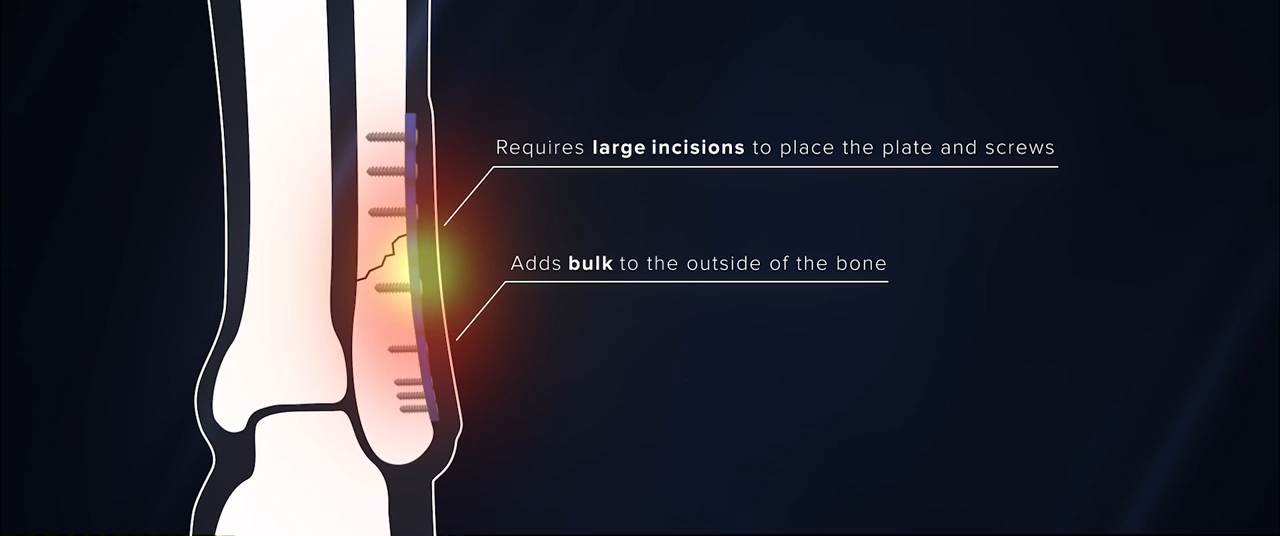 Requires large incisions to place the plate and screws
Adds bulk to the outside of the bone